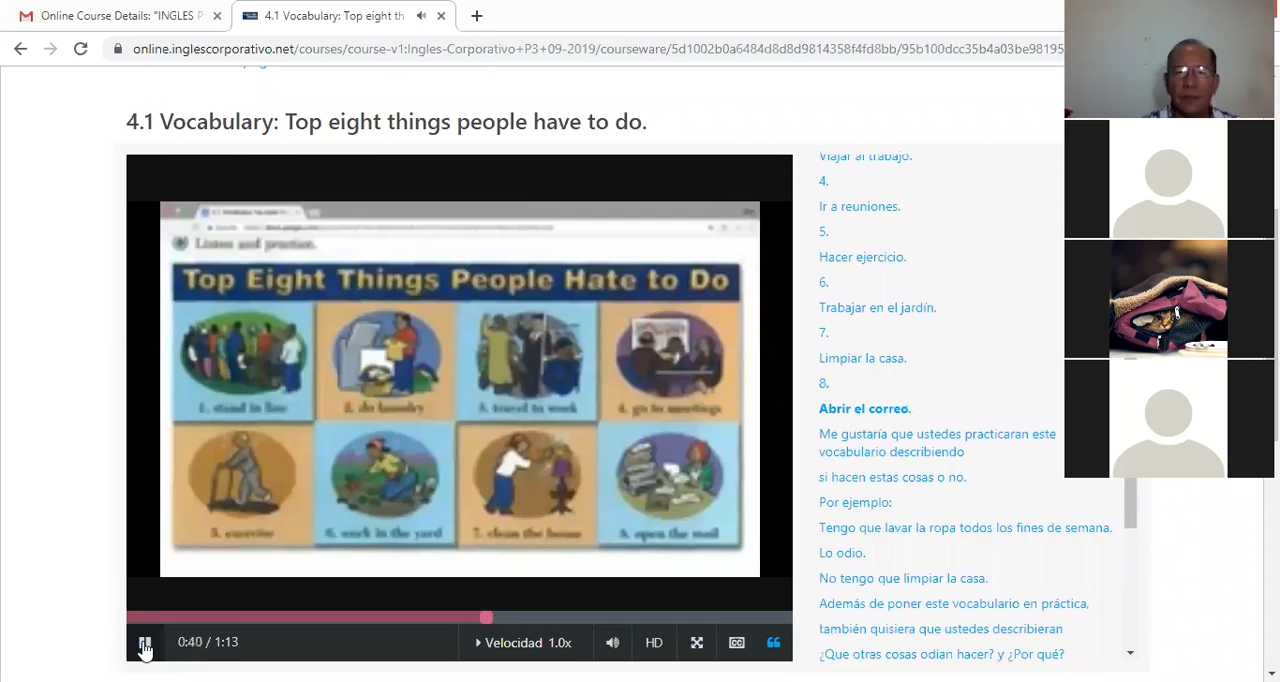 Online Course Details: "INGLES P
4.1 Vocabulary: Top eight th
online.inglescorporativo.net/courses/course-v1:Ingles-Corporativo+P3+09-2019/courseware/5d1002b0a6484d8d8d9814358f4fd8bb/95b100dcc35b4a03be98195
4.1 Vocabulary: Top eight things people have to do.
Listen and practice.
Top Eight Things People Hate to Do
1. stand in line
2. do laundry
3. travel to work
4. go to meetings
5. exercise
6. work in the yard
7. clean the house
8. open the mail
0:40 / 1:13
Velocidad 1.0x
HD
CC
Viajar al trabajo.
4.
Ir a reuniones.
5.
Hacer ejercicio.
6.
Trabajar en el jardín.
7.
Limpiar la casa.
8.
Abrir el correo.
Me gustaría que ustedes practicaran este
vocabulario describiendo
si hacen estas cosas o no.
Por ejemplo:
Tengo que lavar la ropa todos los fines de semana.
Lo odio.
No tengo que limpiar la casa.
Además de poner este vocabulario en práctica,
también quisiera que ustedes describieran
¿Que otras cosas odian hacer? y ¿Por qué?